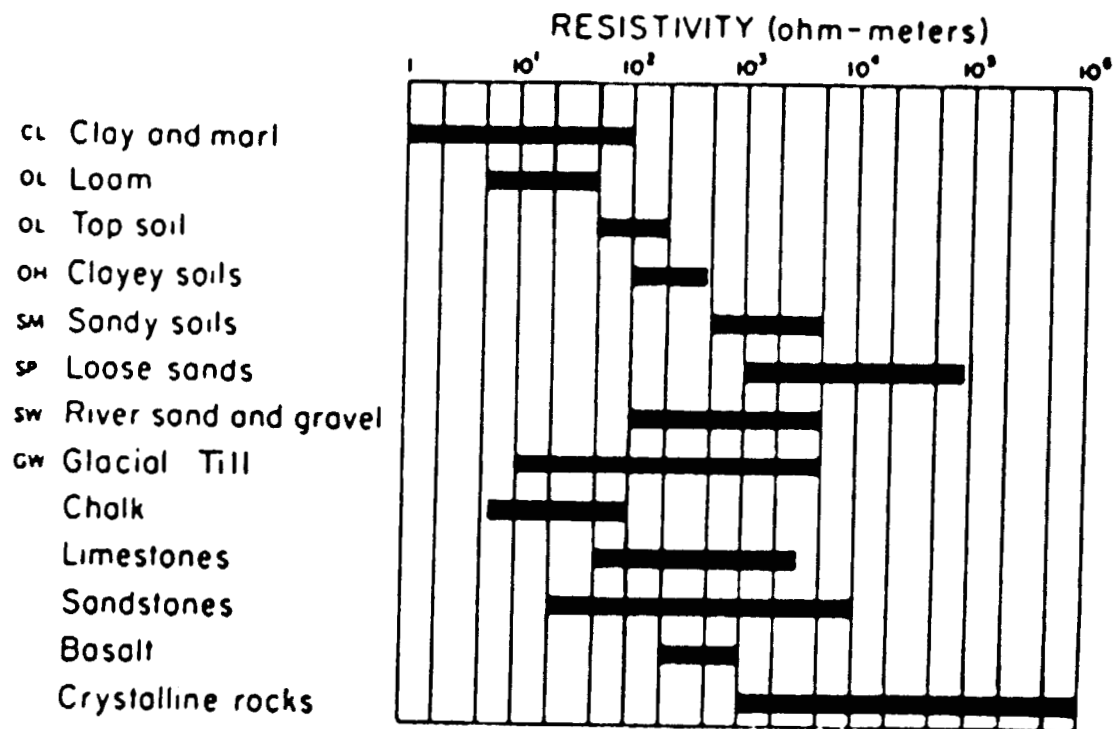 RESISTIVITY (ohm-meters)
1 10¹ 10² 10³ 10⁴ 10⁵ 10⁶
CL Clay and marl
OL Loam
OL Top soil
OH Clayey soils
SM Sandy soils
SP Loose sands
SW River sand and gravel
GW Glacial Till
Chalk
Limestones
Sandstones
Basalt
Crystalline rocks